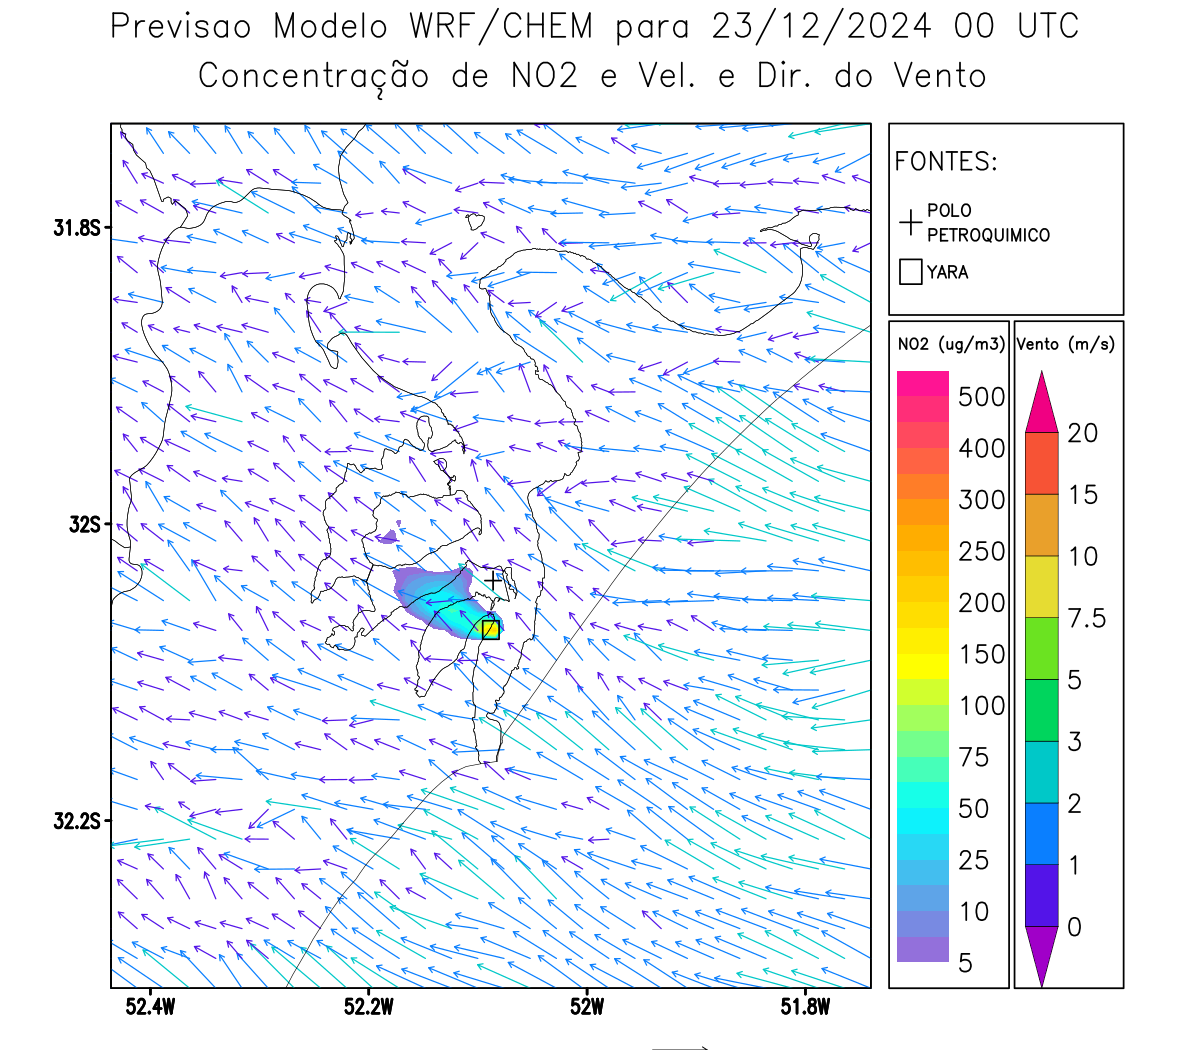 Previsao Modelo WRF/CHEM para 23/12/2024 00 UTC
Concentração de NO2 e Vel. e Dir. do Vento
FONTES:
POLO
PETROQUIMICO
YARA
NO2 (ug/m3)
500
400
300
250
200
150
100
75
50
25
10
5
Vento (m/s)
20
15
10
7.5
5
3
2
1
0
31.8S
32S
32.2S
52.4W
52.2W
52W
51.8W